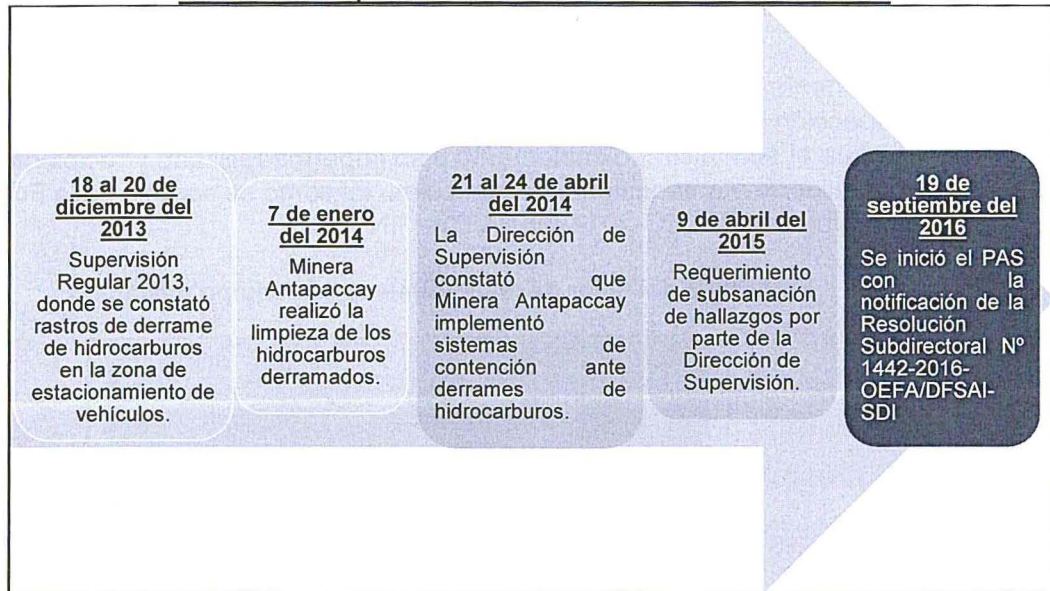 18 al 20 de
diciembre del
2013
Supervisión
Regular 2013,
donde se constató
rastros de derrame
de hidrocarburos
en la zona de
estacionamiento de
vehículos.
7 de enero
del 2014
Minera
Antapaccay
realizó la
limpieza de los
hidrocarburos
derramados.
21 al 24 de abril
del 2014
La Dirección de
Supervisión
constató que
Minera Antapaccay
implementó
sistemas de
contención ante
derrames de
hidrocarburos.
9 de abril del
2015
Requerimiento
de subsanación
de hallazgos por
parte de la
Dirección de
Supervisión.
19 de
septiembre del
2016
Se inició el PAS
con la
notificación de la
Resolución
Subdirectoral Nº
1442-2016-
OEFA/DFSAI-
SDI